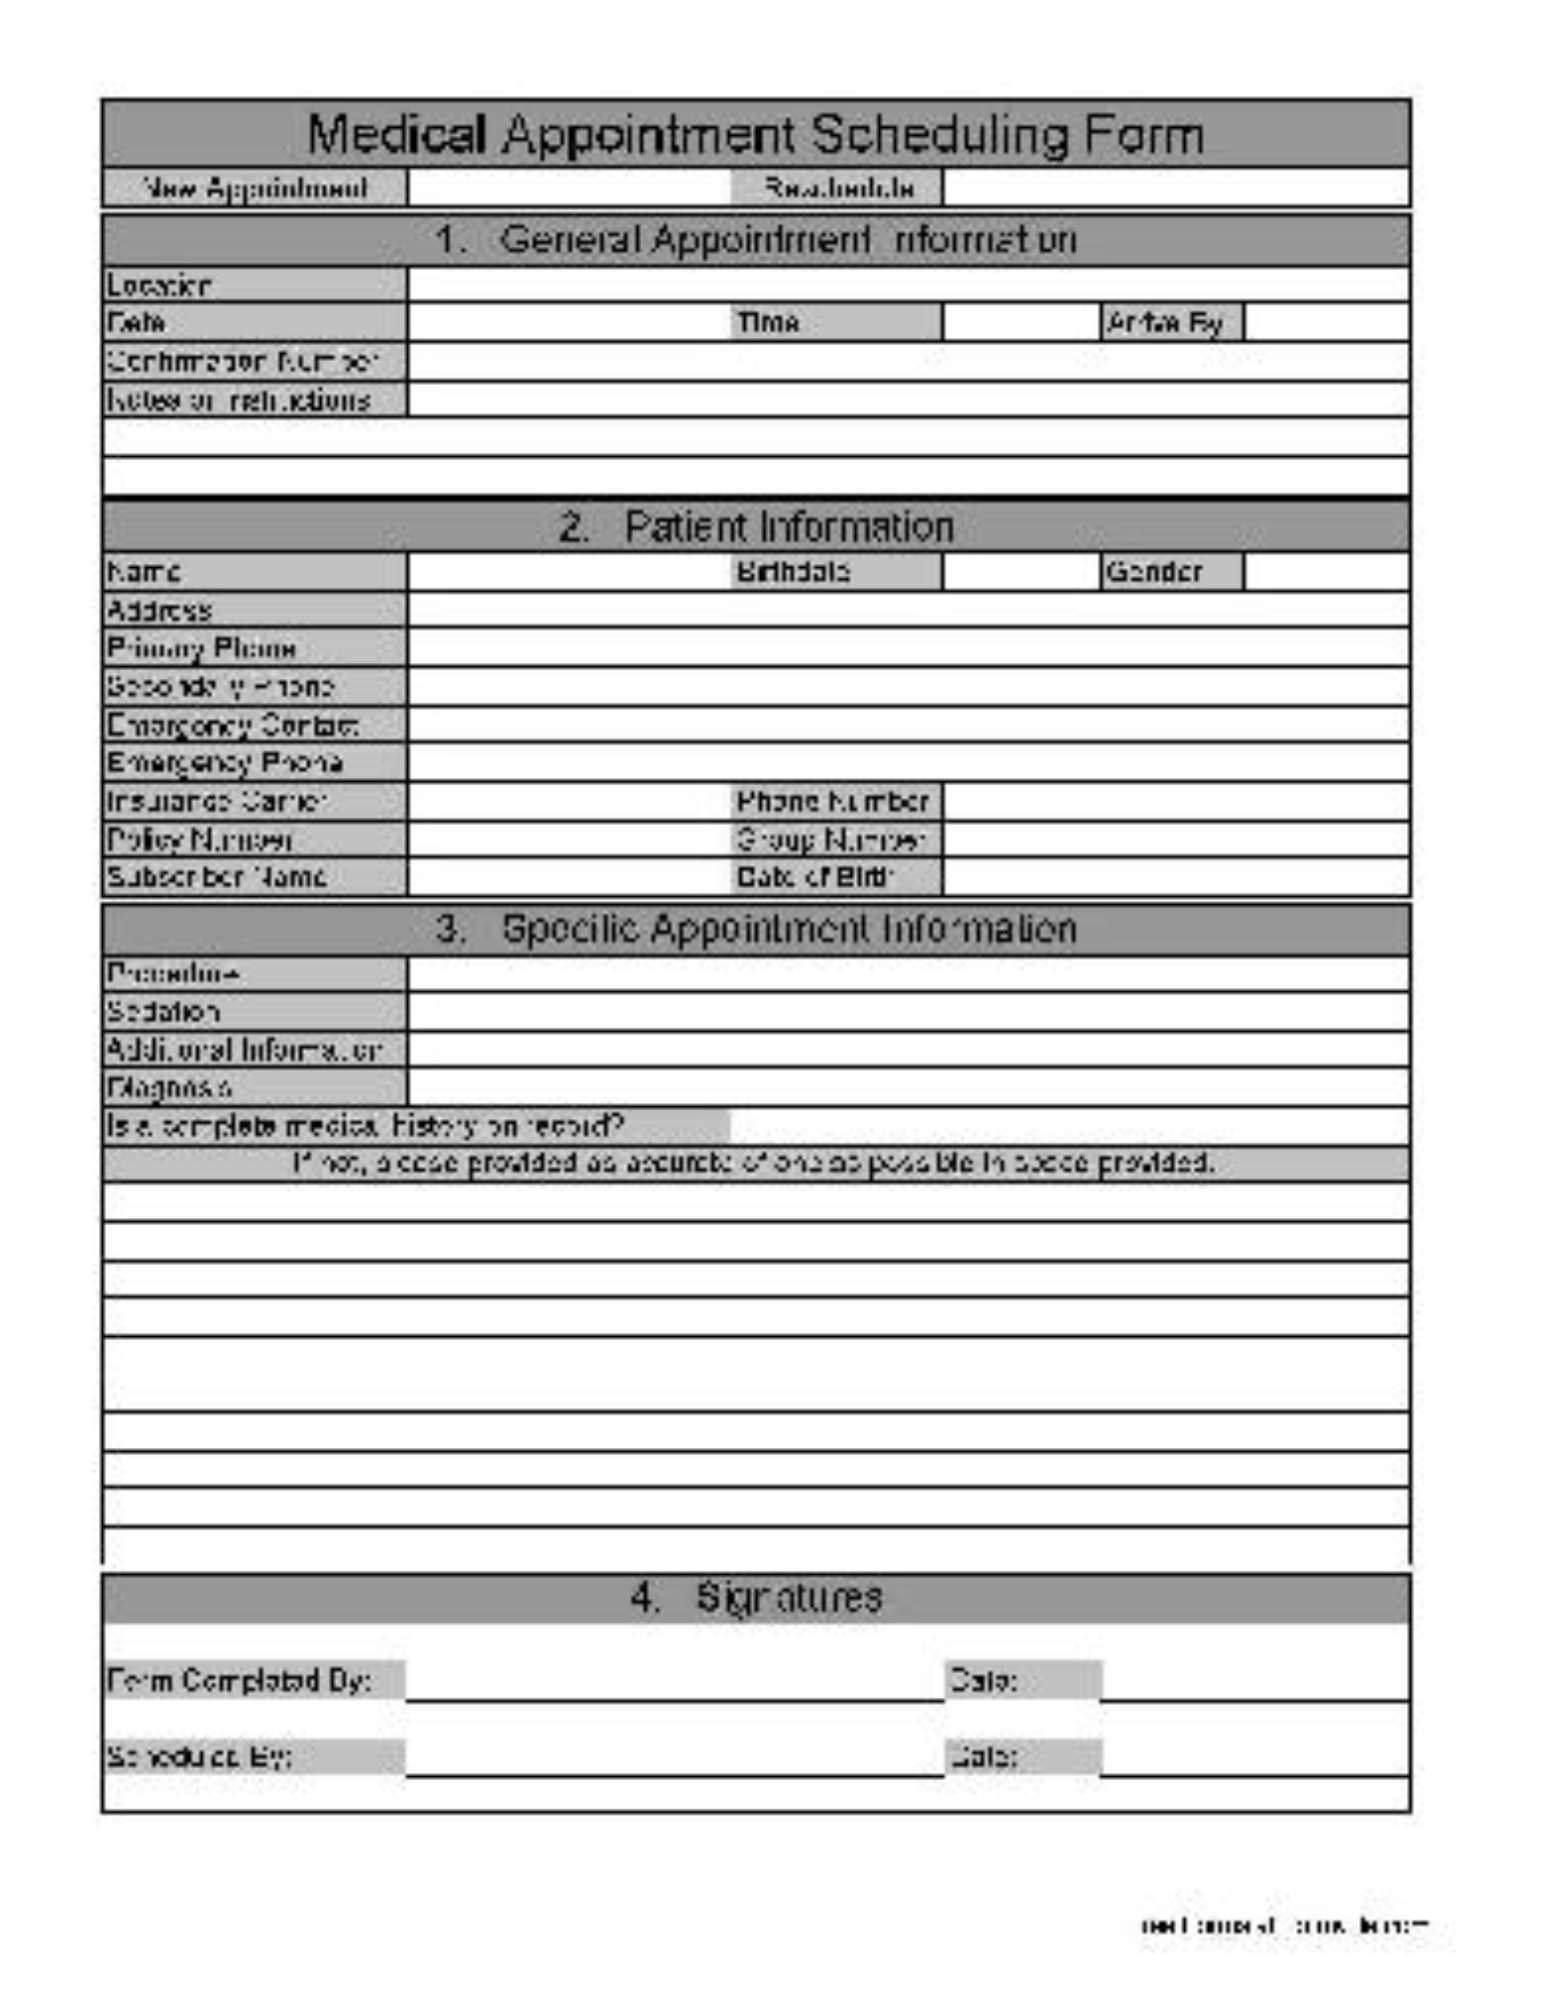 Medical Appointment Scheduling Form
New Appointment Reschedule
1. General Appointment Information
Location
Date Time Arrive By
Confirmation Number
Notes or Instructions
2. Patient Information
Name Birthdate Gender
Address
Primary Phone
Secondary Phone
Emergency Contact
Emergency Phone
Insurance Carrier Phone Number
Policy Number Group Number
Subscriber Name Date of Birth
3. Specific Appointment Information
Procedure
Sedation
Additional Information
Diagnosis
Is a complete medical history on record?
If not, please provided as accurate of one as possible in space provided.
4. Signatures
Form Completed By: Date:
Scheduled By: Date: